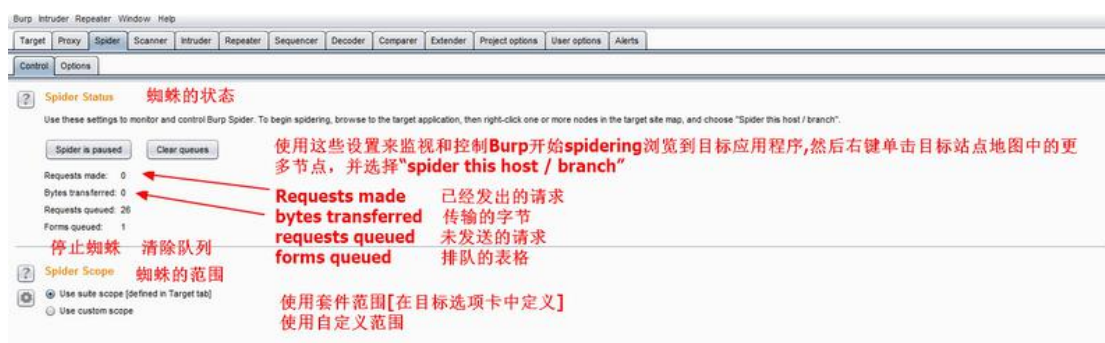 Burp Intruder Repeater Window Help
Target Proxy Spider Scanner Intruder Repeater Sequencer Decoder Comparer Extender Project options User options Alerts
Control Options
? Spidor Status 蜘蛛的状态
Use these settings to monitor and control Burp Spider. To begin spidering, browse to the target application, then right-click one or more nodes in the target site map, and choose "Spider this host / branch".
Spider is paused Clear queues
使用这些设置来监视和控制Burp开始spidering浏览到目标应用程序,然后右键单击目标站点地图中的更
多节点，并选择“spider this host / branch”
Requests made: 0
Bytes transferred: 0
Requests queued: 26
Forms queued: 1
Requests made 已经发出的请求
bytes transferred 传输的字节
requests queued 未发送的请求
forms queued 排队的表格
停止蜘蛛 清除队列
? Spider Scope 蜘蛛的范围
Use suite scope [defined in Target tab]
Use custom scope
使用套件范围[在目标选项卡中定义]
使用自定义范围